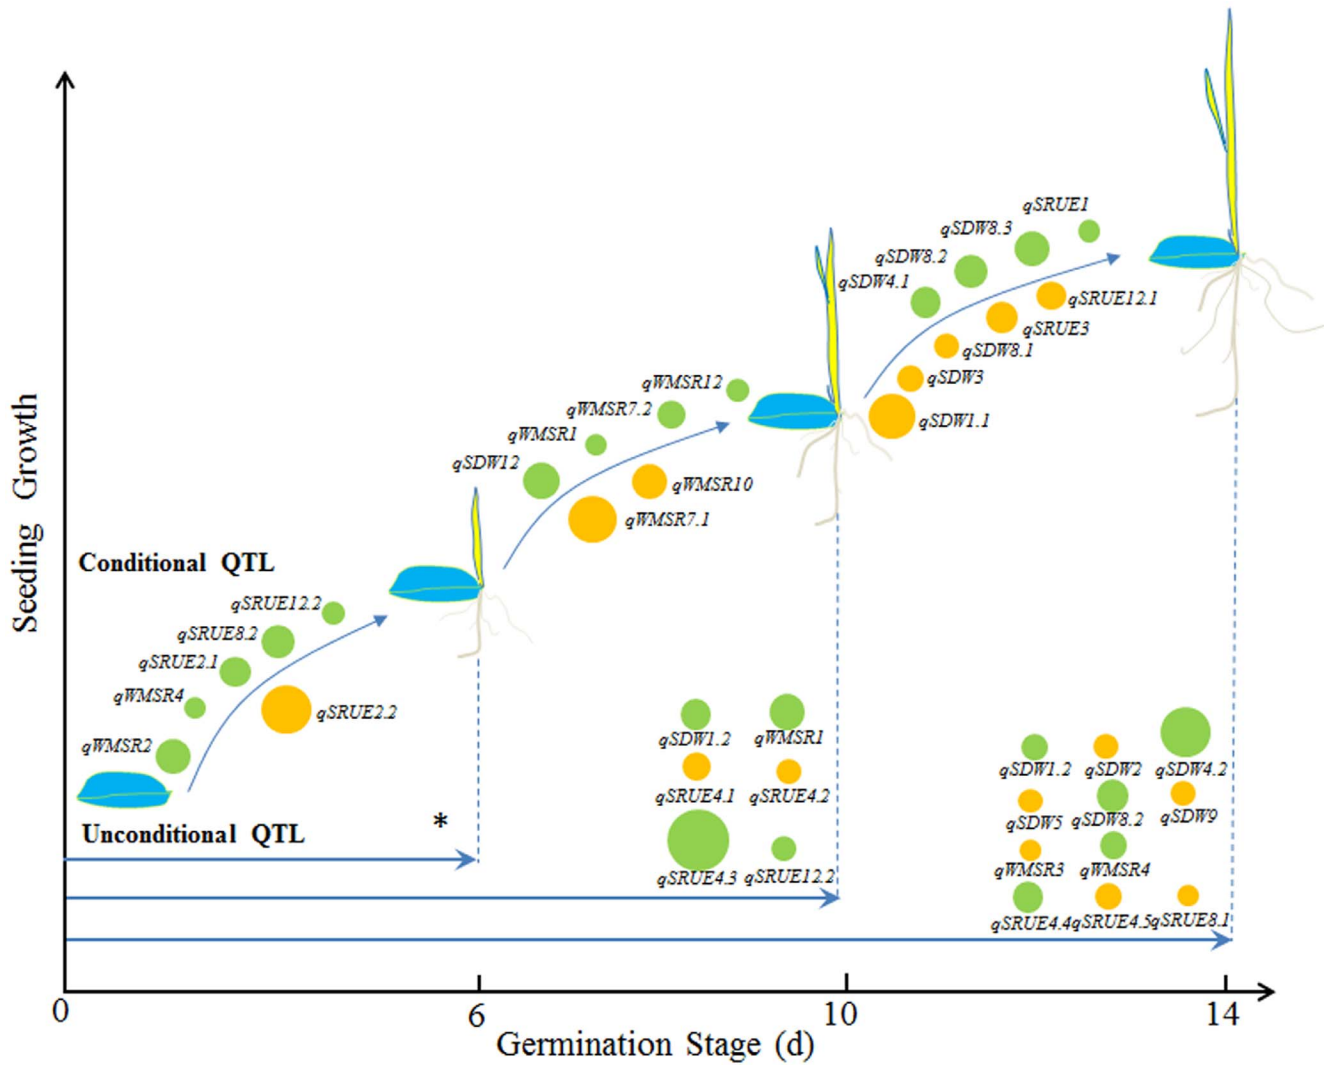 qSRUE1
qSDW8.3
qSDW8.2
qSDW4.1
qSRUE12.1
qSRUE3
qSDW8.1
qSDW3
qSDW1.1
qWMSR12
qWMSR7.2
qWMSR1
qSDW12
qWMSR10
qWMSR7.1
Seeding Growth
Conditional QTL
qSRUE12.2
qSRUE8.2
qSRUE2.1
qWMSR4
qSRUE2.2
qWMSR2
Unconditional QTL
*
qSDW1.2 qWMSR1
qSRUE4.1 qSRUE4.2
qSRUE4.3 qSRUE12.2
qSDW1.2 qSDW2 qSDW4.2
qSDW5 qSDW8.2 qSDW9
qWMSR3 qWMSR4
qSRUE4.4 qSRUE4.5 qSRUE8.1
0 6 10 14
Germination Stage (d)